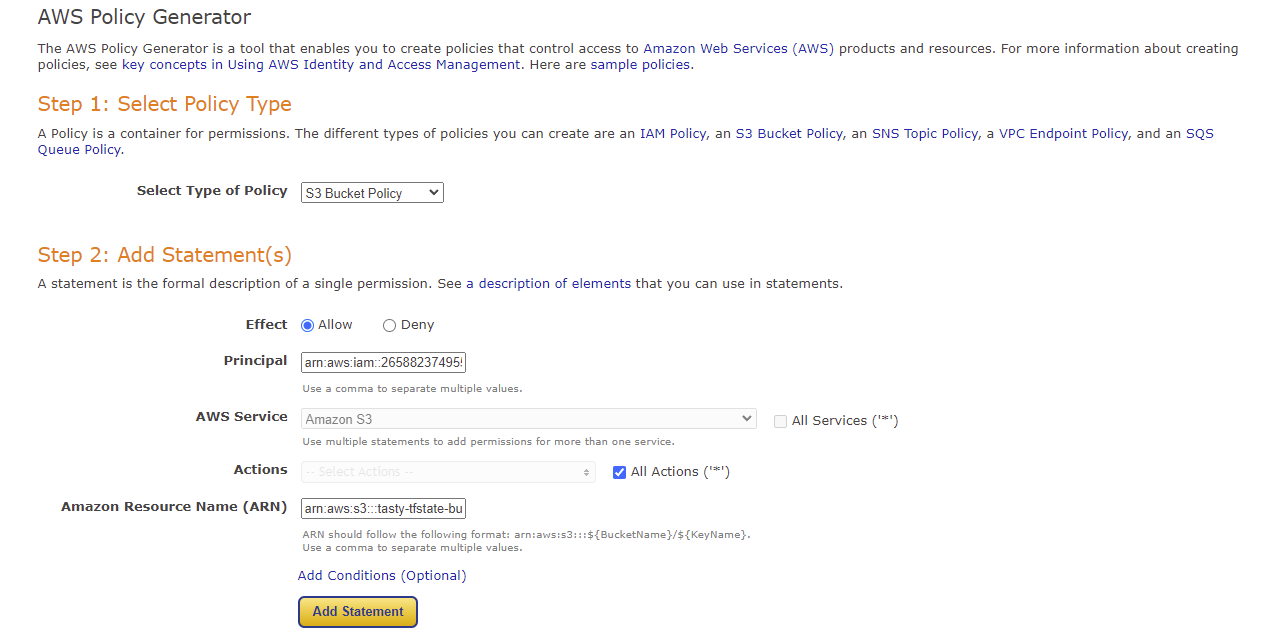 AWS Policy Generator
The AWS Policy Generator is a tool that enables you to create policies that control access to Amazon Web Services (AWS) products and resources. For more information about creating
policies, see key concepts in Using AWS Identity and Access Management. Here are sample policies.
Step 1: Select Policy Type
A Policy is a container for permissions. The different types of policies you can create are an IAM Policy, an S3 Bucket Policy, an SNS Topic Policy, a VPC Endpoint Policy, and an SQS
Queue Policy.
Select Type of Policy S3 Bucket Policy
Step 2: Add Statement(s)
A statement is the formal description of a single permission. See a description of elements that you can use in statements.
Effect Allow Deny
Principal arn:aws:iam::265882374955
Use a comma to separate multiple values.
AWS Service Amazon S3 All Services ('*')
Use multiple statements to add permissions for more than one service.
Actions -- Select Actions -- All Actions ('*')
Amazon Resource Name (ARN) arn:aws:s3:::tasty-tfstate-bu
ARN should follow the following format: arn:aws:s3:::${BucketName}/${KeyName}.
Use a comma to separate multiple values.
Add Conditions (Optional)
Add Statement